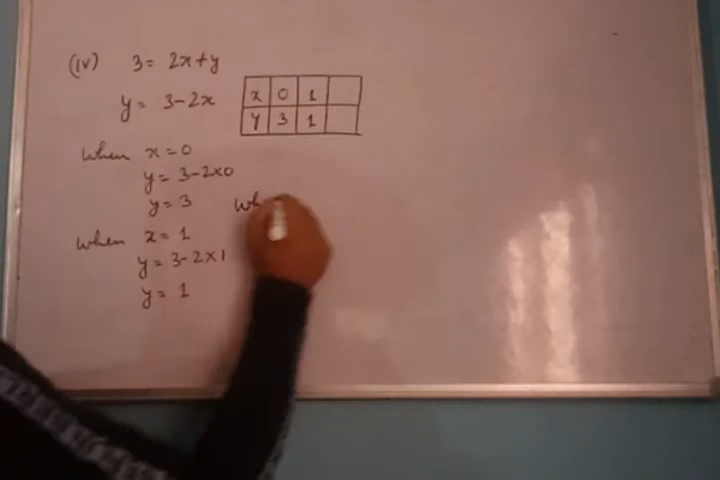 (iv) 3 = 2x + y
y = 3 - 2x
x 0 1
y 3 1
When x = 0
y = 3 - 2x0
y = 3
Wh
When x = 1
y = 3 - 2x1
y = 1